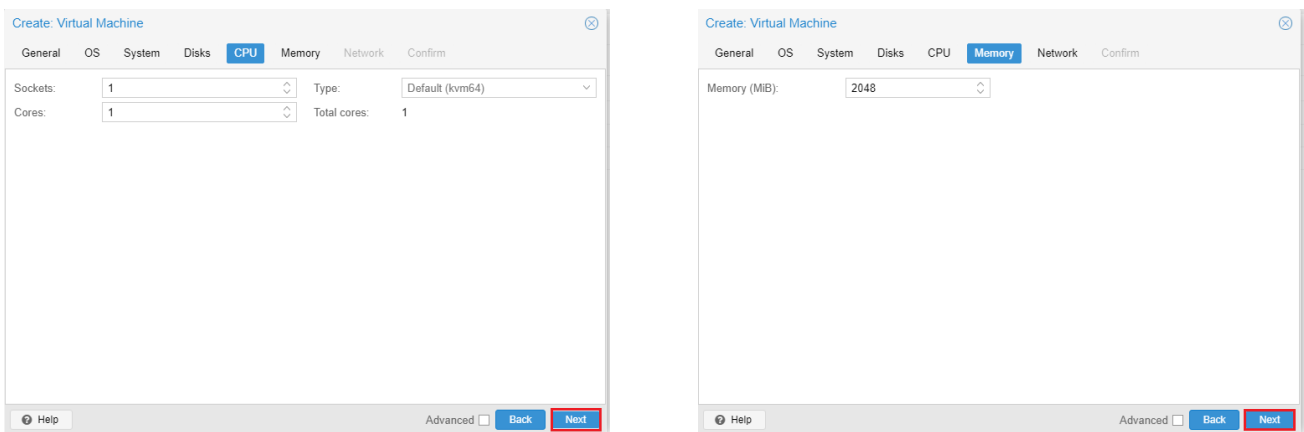 Create: Virtual Machine
General OS System Disks CPU Memory Network Confirm
Sockets: 1 Type: Default (kvm64)
Cores: 1 Total cores: 1
Help Advanced Back Next
Create: Virtual Machine
General OS System Disks CPU Memory Network Confirm
Memory (MiB): 2048
Help Advanced Back Next